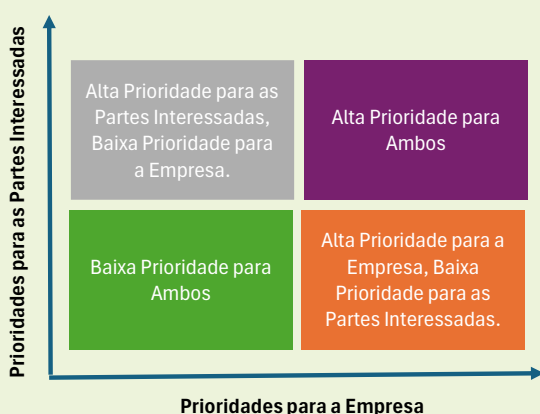 Prioridades para as Partes Interessadas
Alta Prioridade para as
Partes Interessadas,
Baixa Prioridade para
a Empresa.
Alta Prioridade para
Ambos
Baixa Prioridade para
Ambos
Alta Prioridade para a
Empresa, Baixa
Prioridade para as
Partes Interessadas.
Prioridades para a Empresa